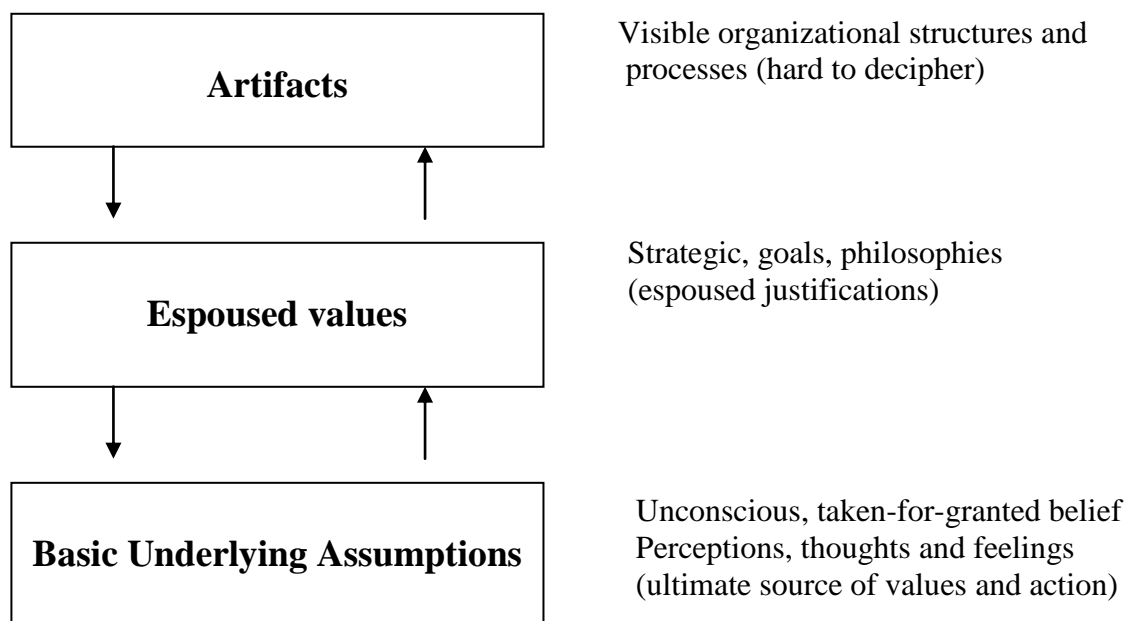 Artifacts
Visible organizational structures and
processes (hard to decipher)
Espoused values
Strategic, goals, philosophies
(espoused justifications)
Basic Underlying Assumptions
Unconscious, taken-for-granted belief
Perceptions, thoughts and feelings
(ultimate source of values and action)